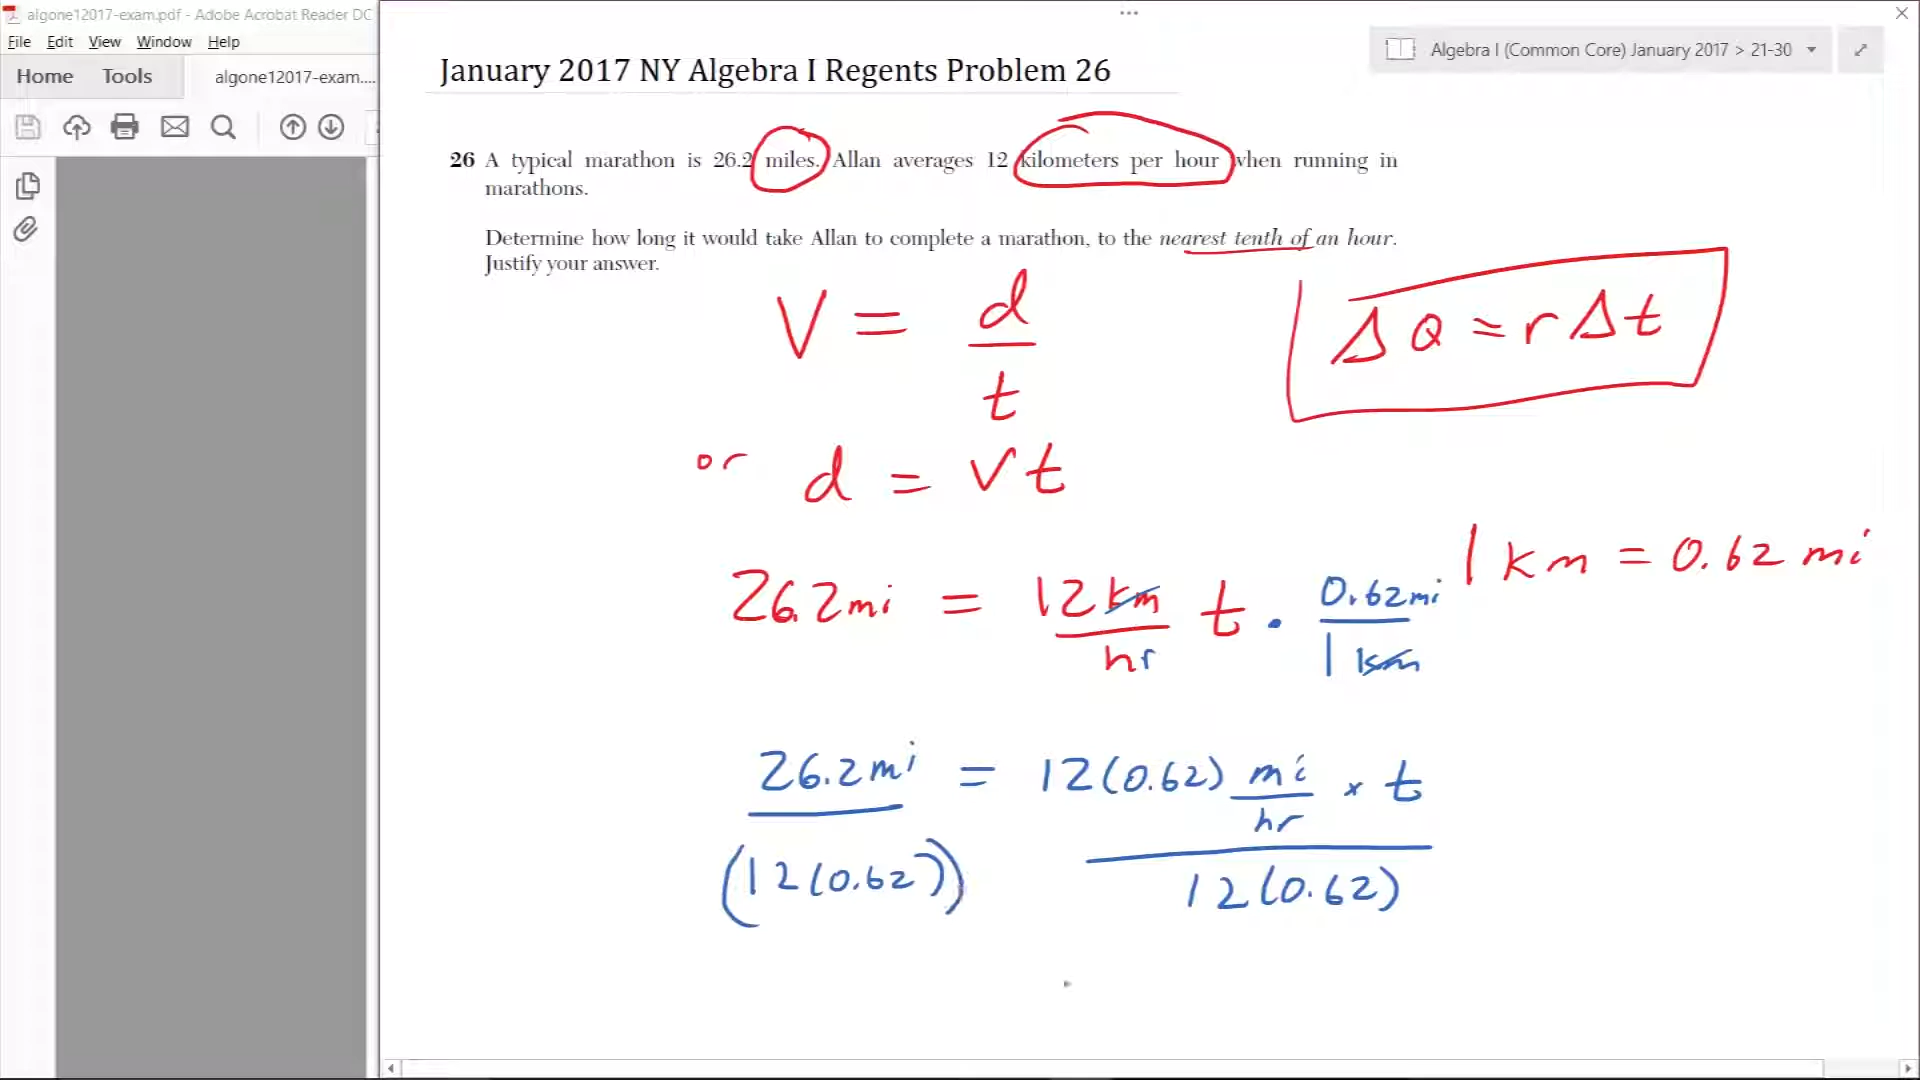 algone12017-exam.pdf - Adobe Acrobat Reader DC
File Edit View Window Help
Home Tools algone12017-exam....
January 2017 NY Algebra I Regents Problem 26
Algebra I (Common Core) January 2017 > 21-30
26 A typical marathon is 26.2 miles. Allan averages 12 kilometers per hour when running in
marathons.
Determine how long it would take Allan to complete a marathon, to the nearest tenth of an hour.
Justify your answer.
V = d/t
ΔQ = rΔt
or d = vt
1 km = 0.62 mi
26.2mi = 12km/hr t · 0.62mi/1 km
26.2mi = 12(0.62) mi/hr × t
(12(0.62)) 12(0.62)